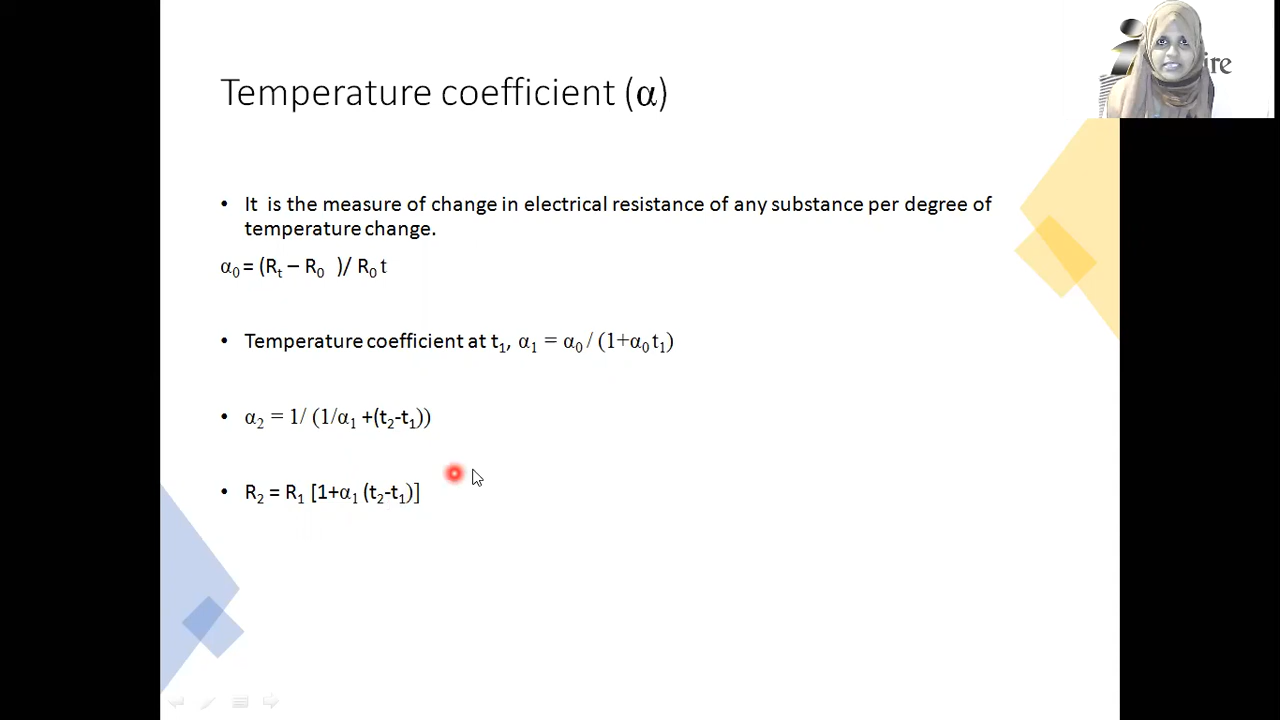 Temperature coefficient (α)
ire
• It is the measure of change in electrical resistance of any substance per degree of
temperature change.
α₀ = (Rₜ – R₀ )/ R₀ t
• Temperature coefficient at t₁, α₁ = α₀ / (1+α₀ t₁)
• α₂ = 1/ (1/α₁ +(t₂-t₁))
• R₂ = R₁ [1+α₁ (t₂-t₁)]